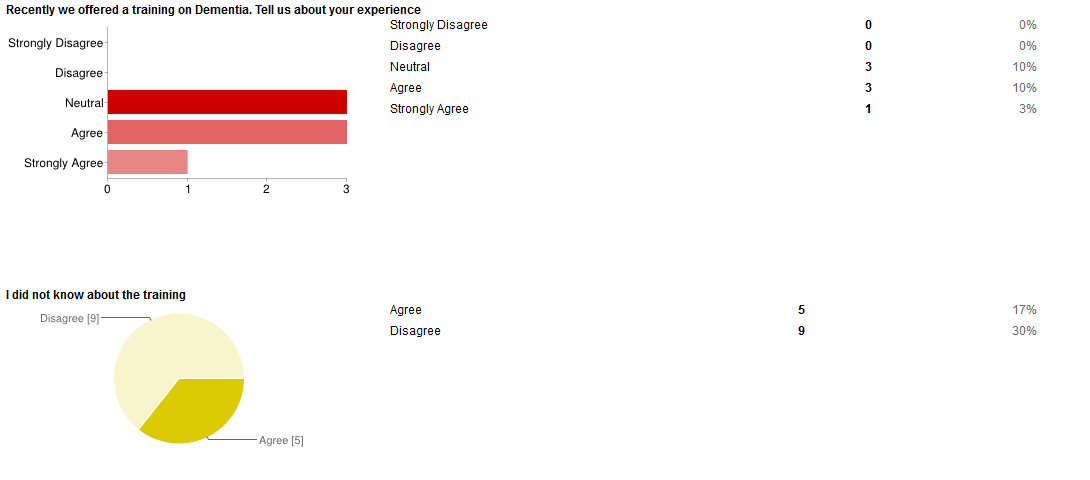 Recently we offered a training on Dementia. Tell us about your experience
Strongly Disagree
Disagree
Neutral
Agree
Strongly Agree
0 1 2 3
Strongly Disagree 0 0%
Disagree 0 0%
Neutral 3 10%
Agree 3 10%
Strongly Agree 1 3%
I did not know about the training
Disagree [9]
Agree [5]
Agree 5 17%
Disagree 9 30%